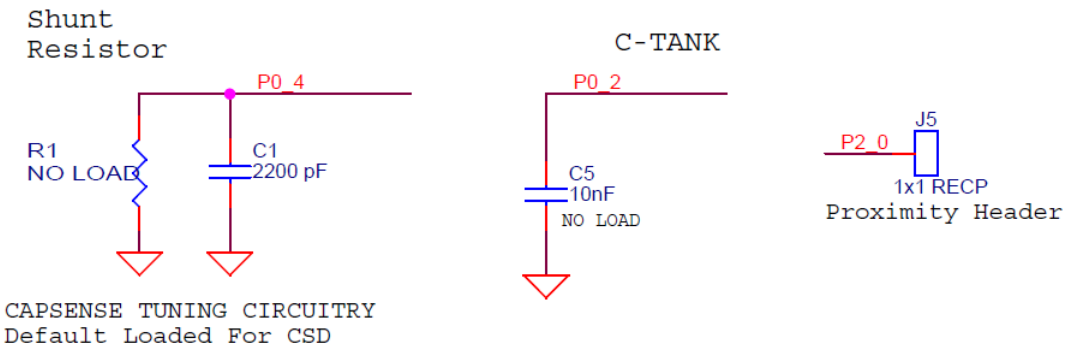 Shunt
Resistor
P0_4
R1
NO LOAD
C1
2200 pF
C-TANK
P0_2
C5
10nF
NO LOAD
J5
P2_0
1x1 RECP
Proximity Header
CAPSENSE TUNING CIRCUITRY
Default Loaded For CSD